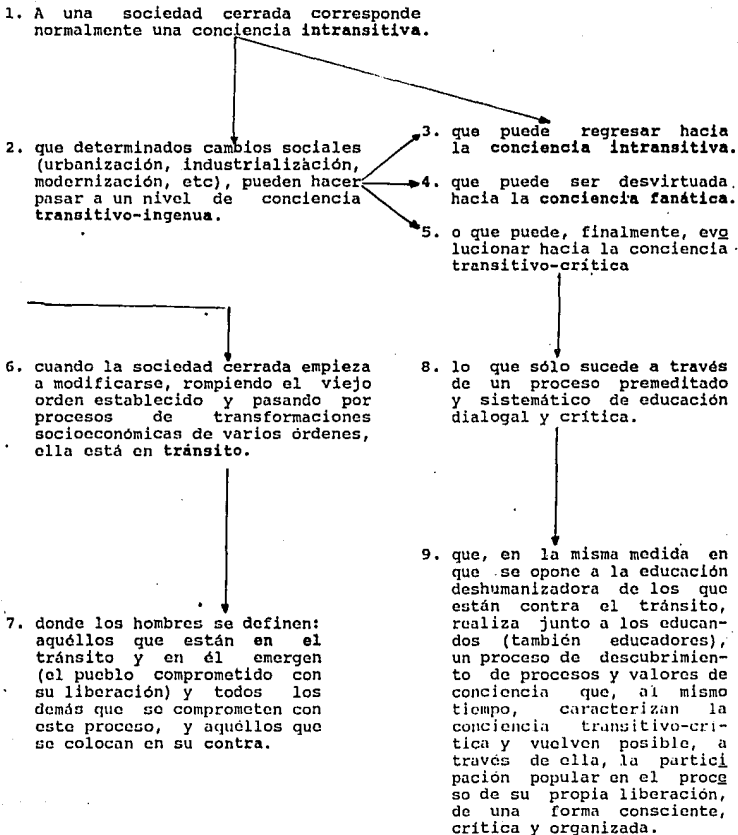 1. A una sociedad cerrada corresponde
normalmente una conciencia intransitiva.
2. que determinados cambios sociales
(urbanización, industrialización,
modernización, etc), pueden hacer
pasar a un nivel de conciencia
transitivo-ingenua.
3. que puede regresar hacia
la conciencia intransitiva.
4. que puede ser desvirtuada
hacia la conciencia fanática.
5. o que puede, finalmente, evo
lucionar hacia la conciencia
transitivo-crítica
6. cuando la sociedad cerrada empieza
a modificarse, rompiendo el viejo
orden establecido y pasando por
procesos de transformaciones
socioeconómicas de varios órdenes,
ella está en tránsito.
7. donde los hombres se definen:
aquéllos que están en el
tránsito y en él emergen
(el pueblo comprometido con
su liberación) y todos los
demás que se comprometen con
este proceso, y aquéllos que
se colocan en su contra.
8. lo que sólo sucede a través
de un proceso premeditado
y sistemático de educación
dialogal y crítica.
9. que, en la misma medida en
que se opone a la educación
deshumanizadora de los que
están contra el tránsito,
realiza junto a los educan-
dos (también educadores),
un proceso de descubrimien-
to de procesos y valores de
conciencia que, al mismo
tiempo, caracterizan la
conciencia transitivo-crí-
tica y vuelven posible, a
través de ella, la partici
pación popular en el proce
so de su propia liberación,
de una forma consciente,
crítica y organizada.